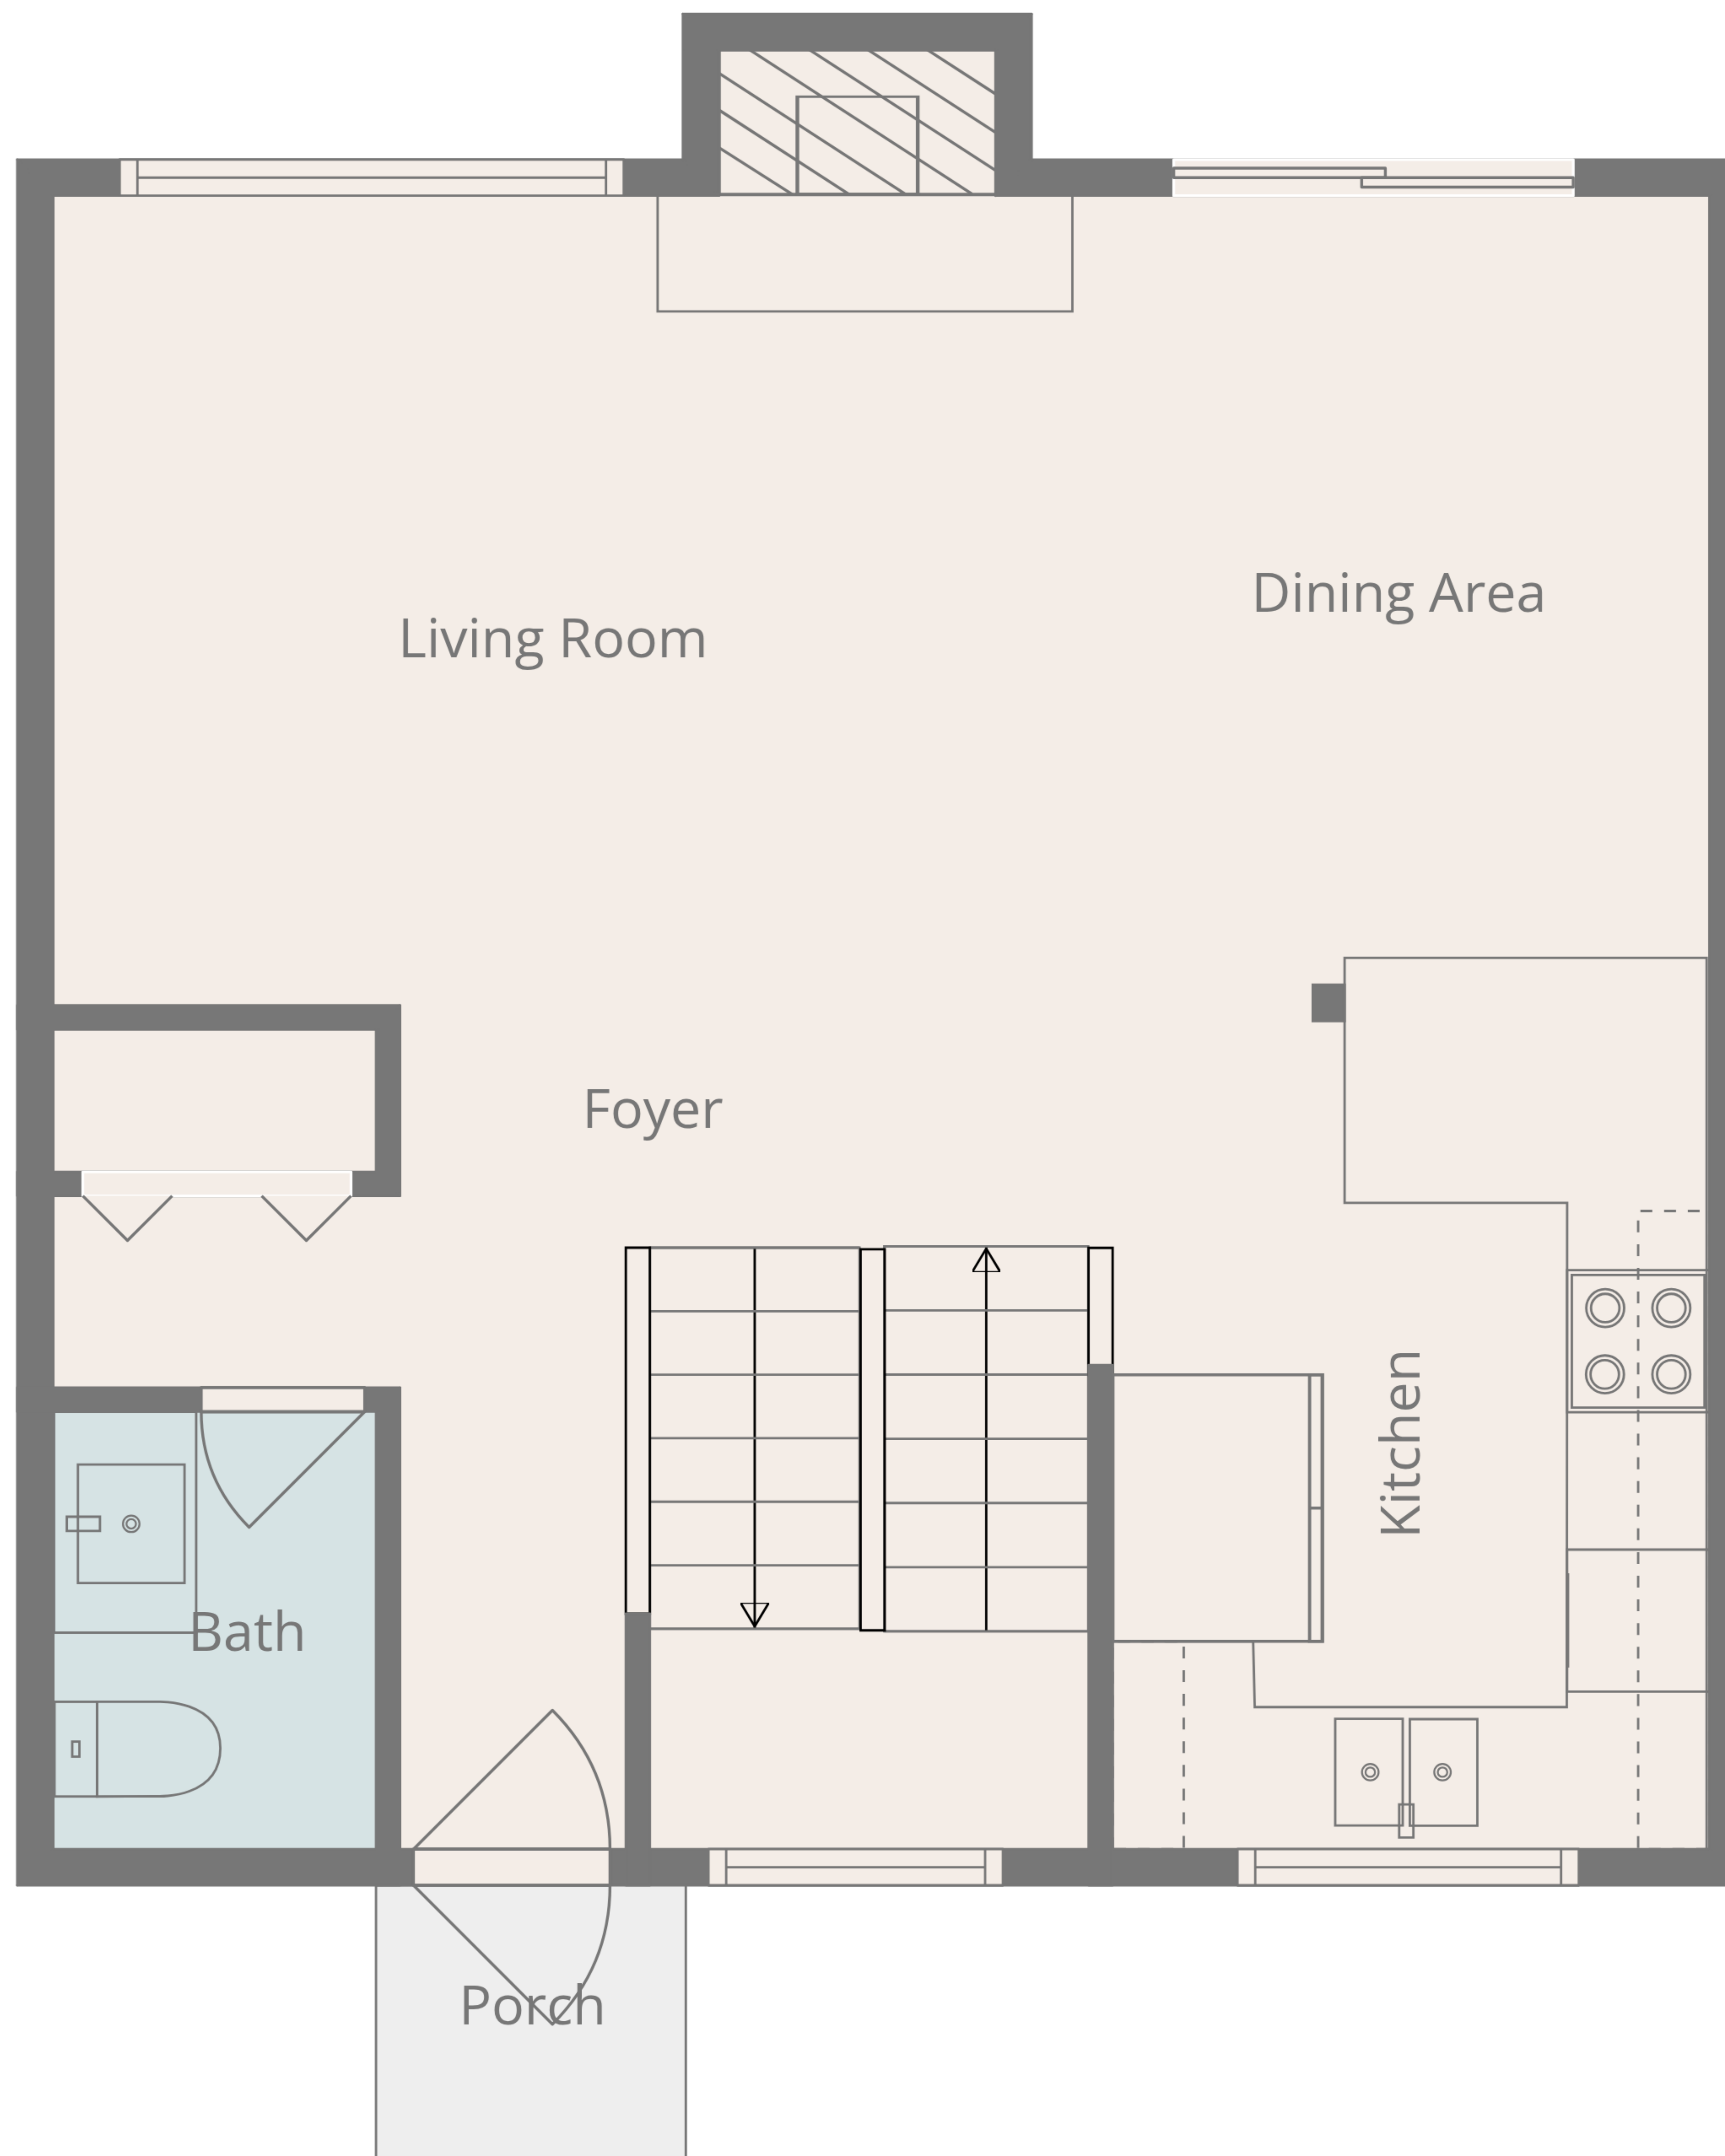 Dining Area
Living Room
Foyer
Kitchen
Bath
Porch